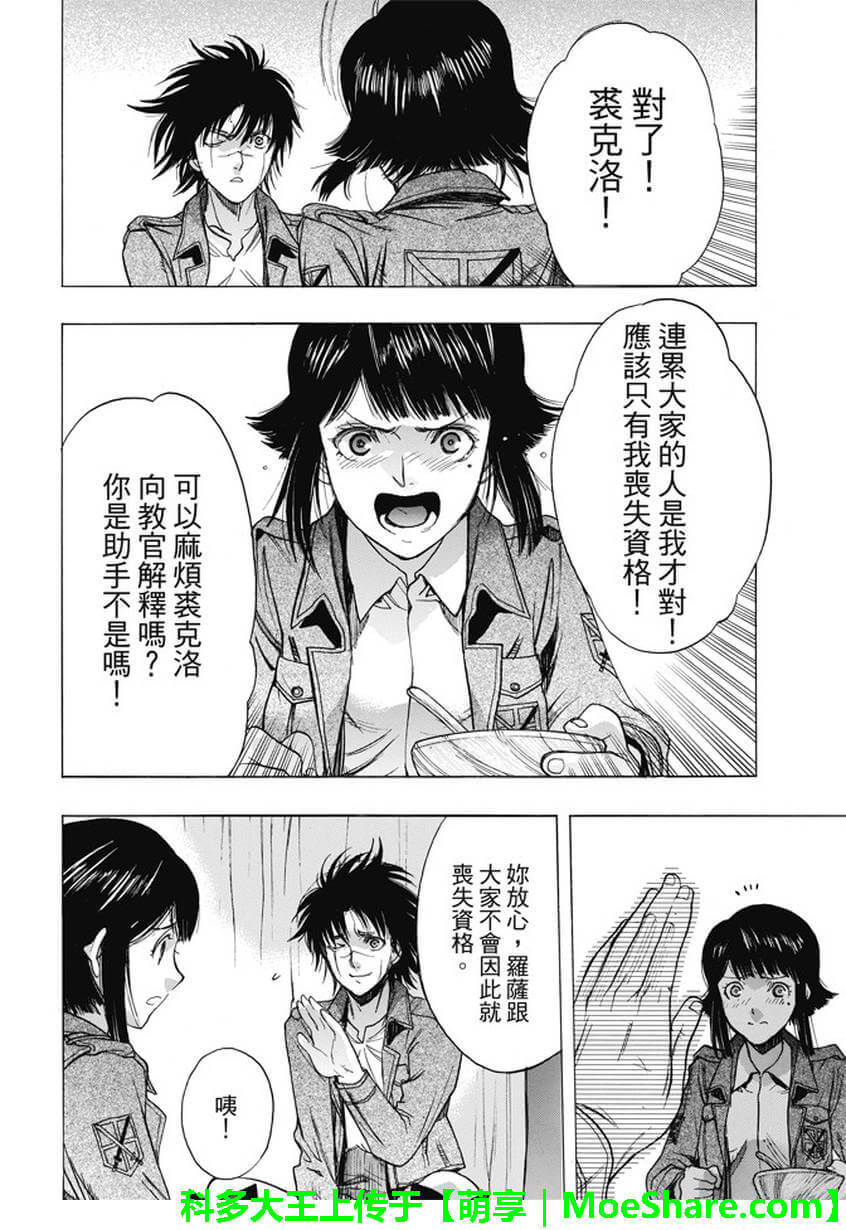 對了！
裘克洛！
連累大家的人是我才對！
應該只有我喪失資格！
可以麻煩裘克洛
向教官解釋嗎？
你是助手不是嗎！
妳放心，羅薩跟
大家不會因此就
喪失資格。
咦！
科多大王上传于【萌享｜MoeShare.com】